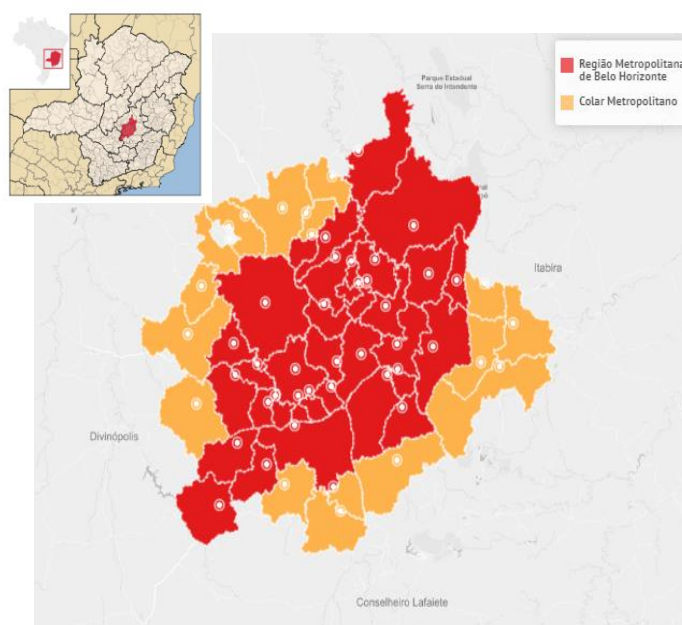 Região Metropolitana
de Belo Horizonte
Colar Metropolitano
Parque Estadual
Serra do Intendente
Itabira
Divinópolis
Conselheiro Lafaiete